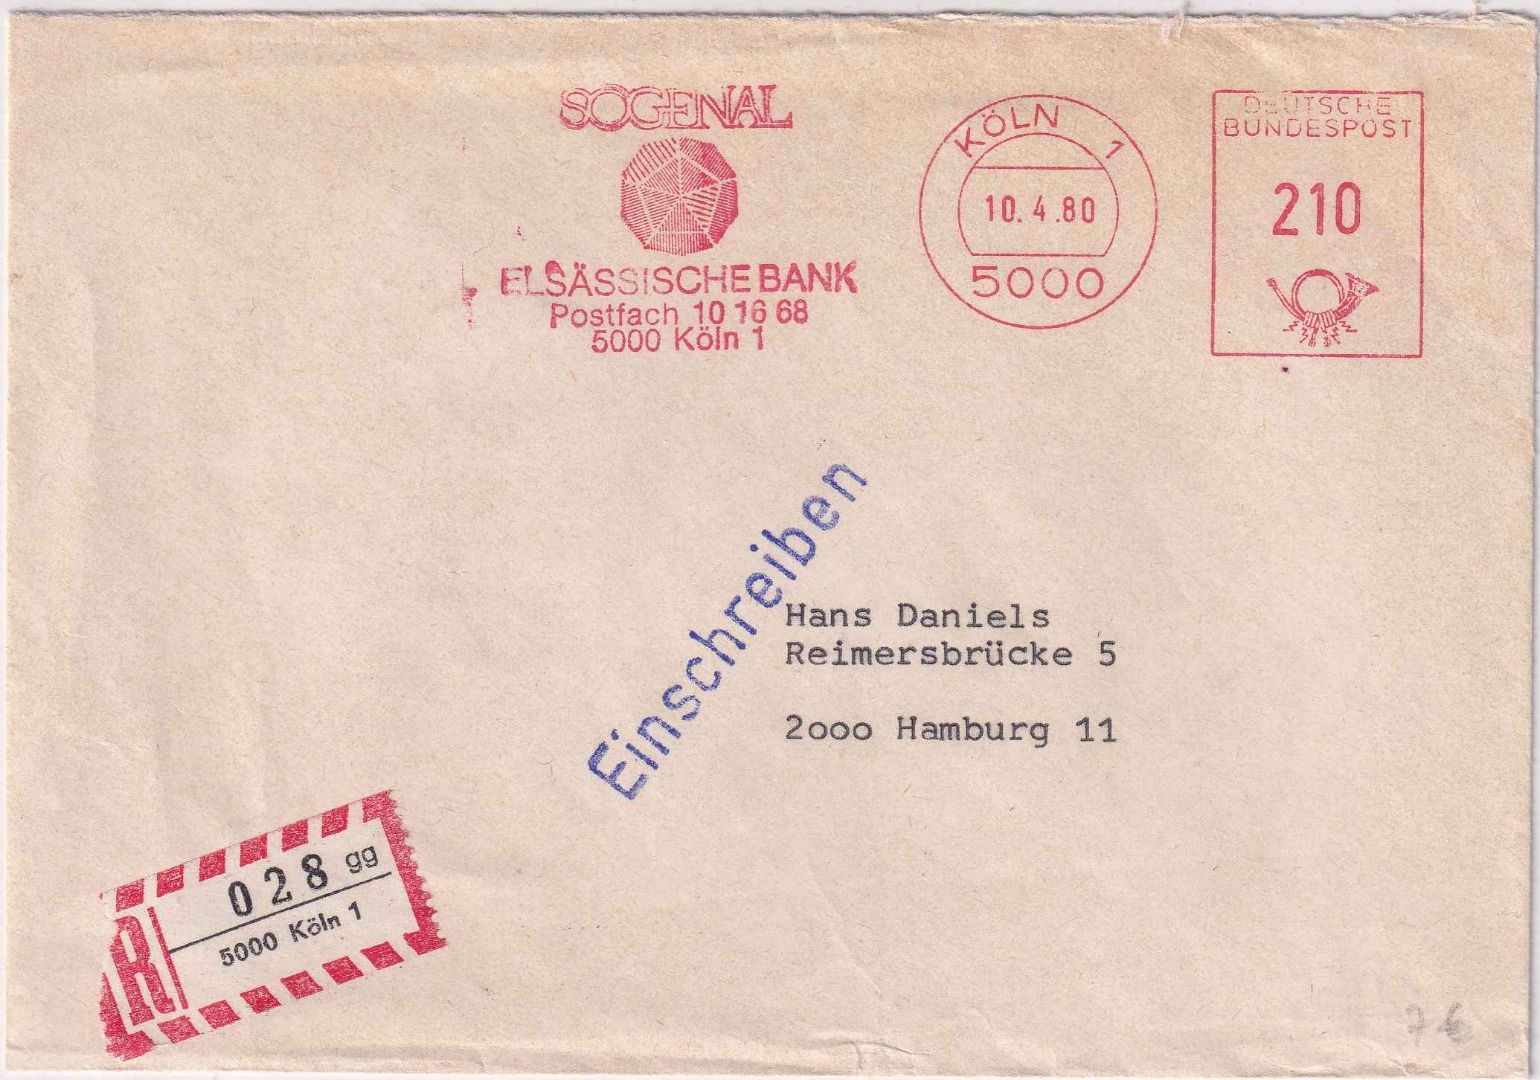 SOGENAL
ELSÄSSISCHE BANK
Postfach 10 16 68
5000 Köln 1
KÖLN 1
10.4.80
5000
DEUTSCHE
BUNDESPOST
210
Einschreiben
Hans Daniels
Reimersbrücke 5
2ooo Hamburg 11
R
028 gg
5000 Köln 1
7€